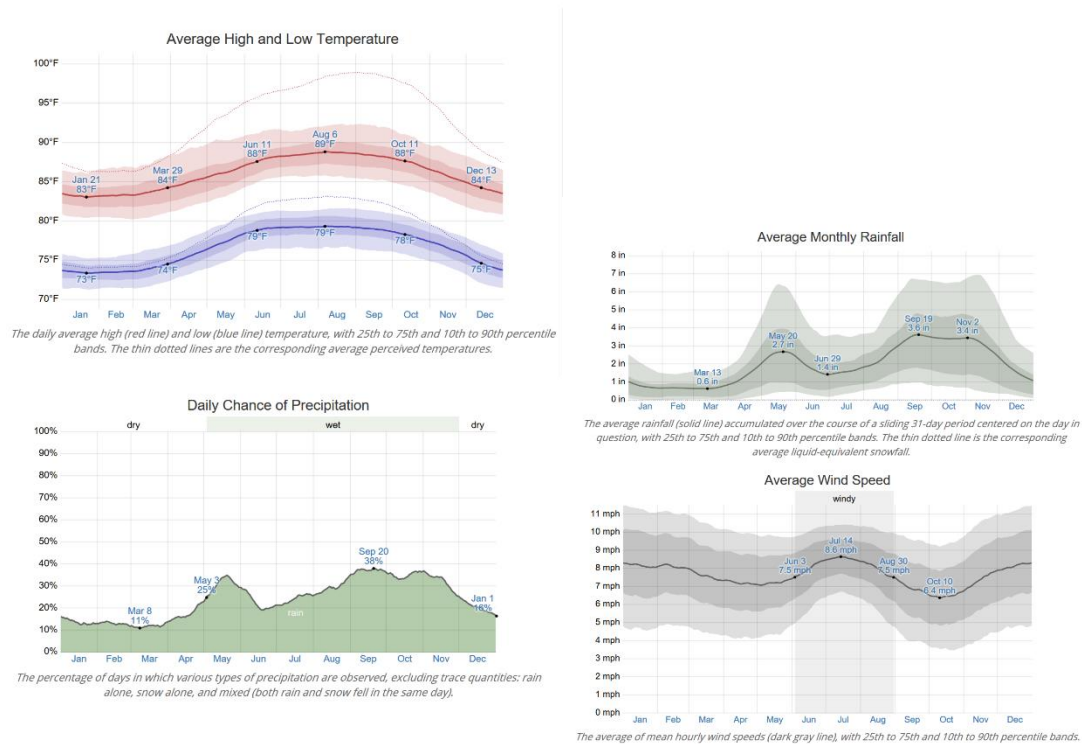 Average High and Low Temperature
100°F
95°F
90°F
85°F
80°F
75°F
70°F
Jan 21
83°F
Mar 29
84°F
Jun 11
88°F
Aug 6
89°F
Oct 11
88°F
Dec 13
84°F
73°F
74°F
79°F
79°F
78°F
75°F
Jan Feb Mar Apr May Jun Jul Aug Sep Oct Nov Dec
The daily average high (red line) and low (blue line) temperature, with 25th to 75th and 10th to 90th percentile
bands. The thin dotted lines are the corresponding average perceived temperatures.
Daily Chance of Precipitation
dry wet dry
100%
90%
80%
70%
60%
50%
40%
30%
20%
10%
0%
Mar 8
11%
May 3
25%
Sep 20
38%
Jan 1
16%
rain
Jan Feb Mar Apr May Jun Jul Aug Sep Oct Nov Dec
The percentage of days in which various types of precipitation are observed, excluding trace quantities: rain
alone, snow alone, and mixed (both rain and snow fell in the same day).
Average Monthly Rainfall
8 in
7 in
6 in
5 in
4 in
3 in
2 in
1 in
0 in
Mar 13
0.6 in
May 20
2.7 in
Jun 29
1.4 in
Sep 19
3.6 in
Nov 2
3.4 in
Jan Feb Mar Apr May Jun Jul Aug Sep Oct Nov Dec
The average rainfall (solid line) accumulated over the course of a sliding 31-day period centered on the day in
question, with 25th to 75th and 10th to 90th percentile bands. The thin dotted line is the corresponding
average liquid-equivalent snowfall.
Average Wind Speed
windy
11 mph
10 mph
9 mph
8 mph
7 mph
6 mph
5 mph
4 mph
3 mph
2 mph
1 mph
0 mph
Jun 3
7.5 mph
Jul 14
8.6 mph
Aug 30
7.5 mph
Oct 10
6.4 mph
Jan Feb Mar Apr May Jun Jul Aug Sep Oct Nov Dec
The average of mean hourly wind speeds (dark gray line), with 25th to 75th and 10th to 90th percentile bands.